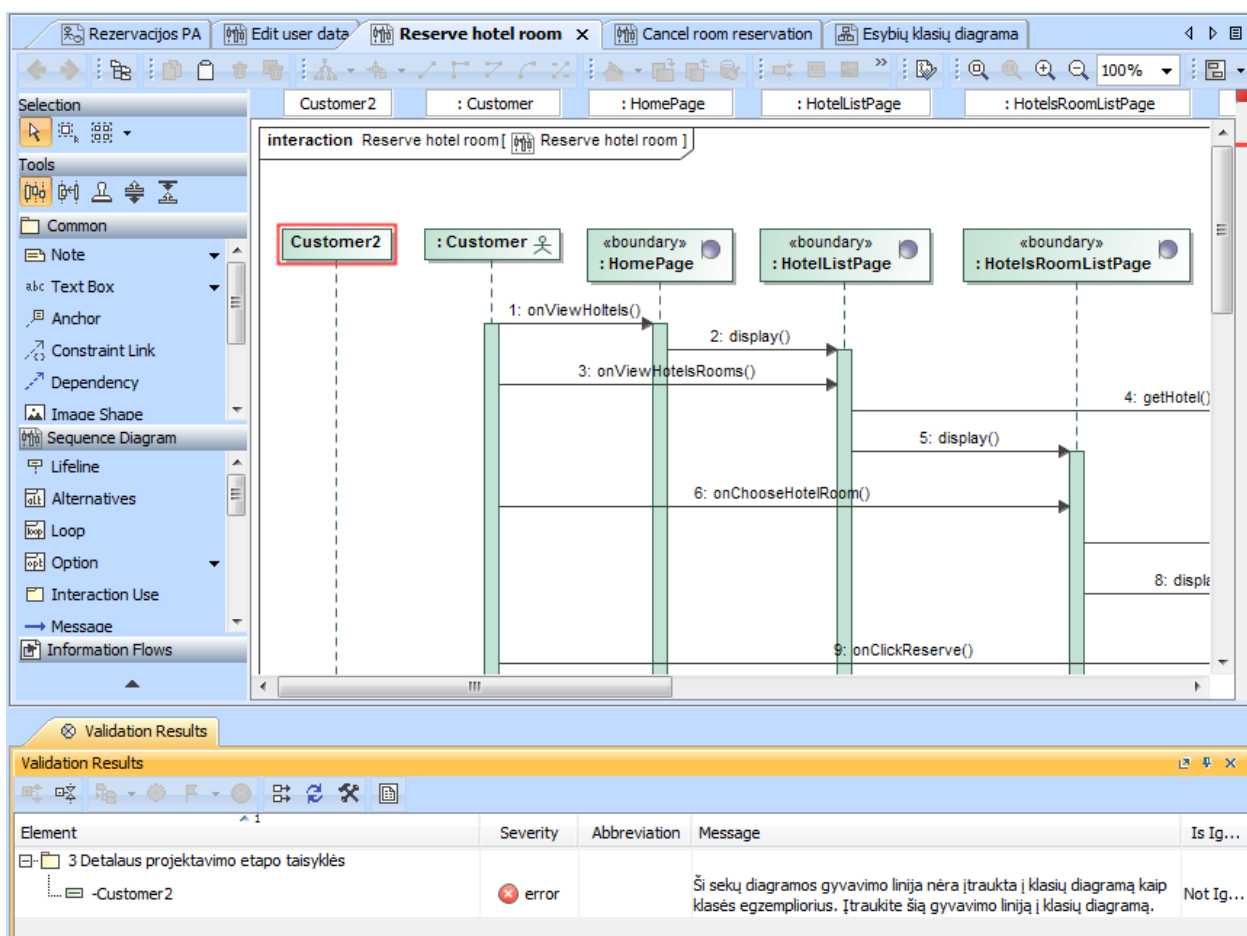 Rezervacijos PA
Edit user data
Reserve hotel room
Cancel room reservation
Esybių klasių diagrama
100%
Selection
Customer2
: Customer
: HomePage
: HotelListPage
: HotelsRoomListPage
interaction Reserve hotel room[ Reserve hotel room ]
Tools
Common
Note
abc Text Box
Anchor
Constraint Link
Dependency
Image Shape
Sequence Diagram
Lifeline
alt Alternatives
loop Loop
opt Option
Interaction Use
Message
Information Flows
Customer2
: Customer
«boundary»
: HomePage
«boundary»
: HotelListPage
«boundary»
: HotelsRoomListPage
1: onViewHoltels()
2: display()
3: onViewHotelsRooms()
4: getHotel()
5: display()
6: onChooseHotelRoom()
8: displa
9: onClickReserve()
Validation Results
Validation Results
Element
1
Severity
Abbreviation
Message
Is Ig...
3 Detalaus projektavimo etapo taisyklės
-Customer2
error
Ši sekų diagramos gyvavimo linija nėra įtraukta į klasių diagramą kaip
klasės egzempliorius. Įtraukite šią gyvavimo liniją į klasių diagramą.
Not Ig...